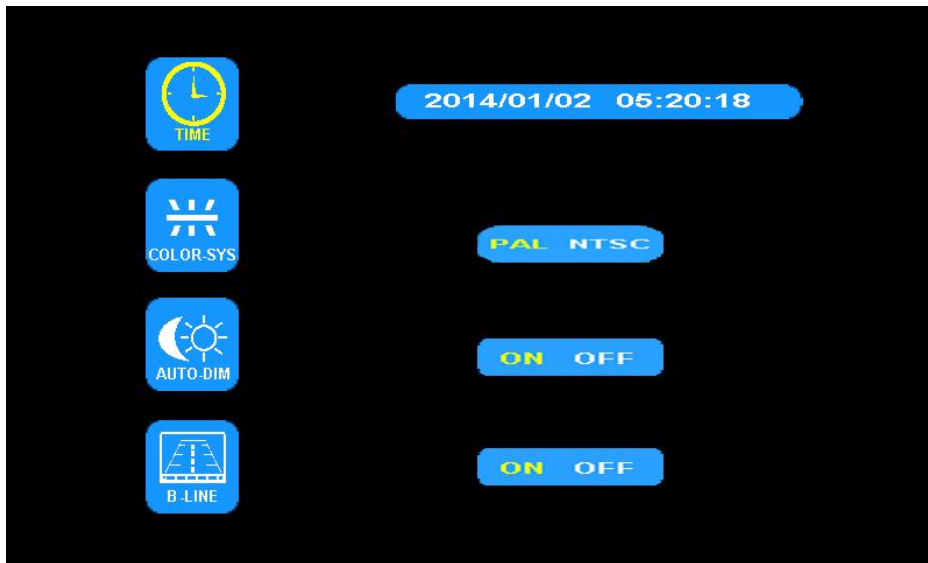 TIME
2014/01/02 05:20:18
COLOR-SYS
PAL NTSC
AUTO-DIM
ON OFF
B-LINE
ON OFF